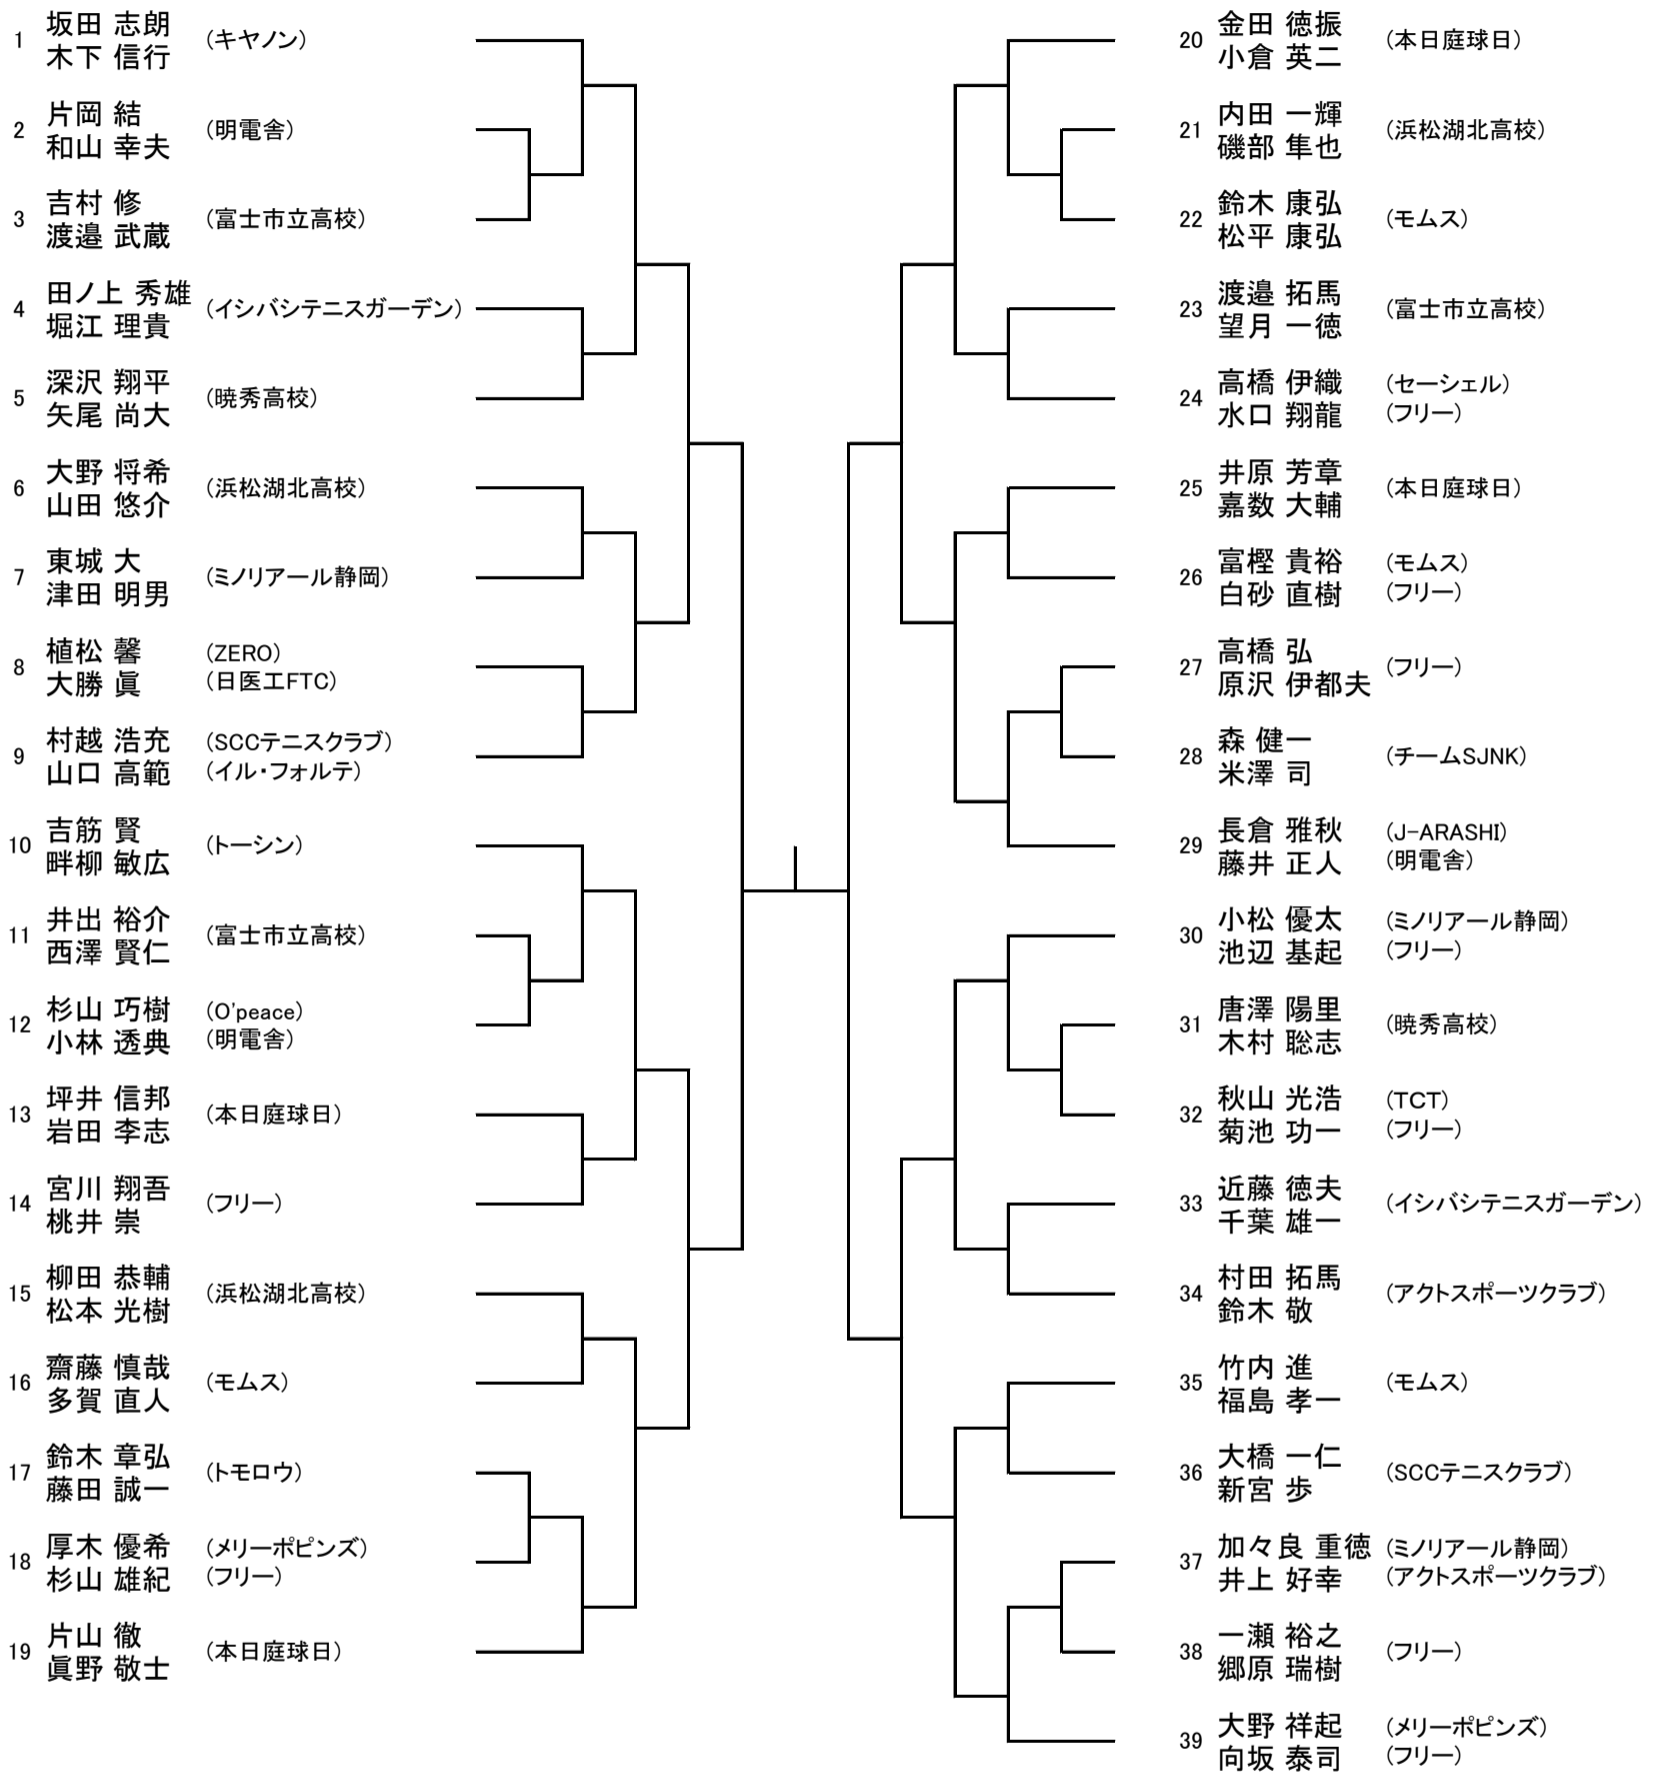 1 坂田 志朗 (キヤノン)
木下 信行
2 片岡 結 (明電舎)
和山 幸夫
3 吉村 修 (富士市立高校)
渡邉 武蔵
4 田ノ上 秀雄 (イシバシテニスガーデン)
堀江 理貴
5 深沢 翔平 (暁秀高校)
矢尾 尚大
6 大野 将希 (浜松湖北高校)
山田 悠介
7 東城 大 (ミノリアール静岡)
津田 明男
8 植松 馨 (ZERO)
大勝 眞 (日医工FTC)
9 村越 浩充 (SCCテニスクラブ)
山口 高範 (イル・フォルテ)
10 吉筋 賢 (トーシン)
畔柳 敏広
11 井出 裕介 (富士市立高校)
西澤 賢仁
12 杉山 巧樹 (O'peace)
小林 透典 (明電舎)
13 坪井 信邦 (本日庭球日)
岩田 李志
14 宮川 翔吾 (フリー)
桃井 崇
15 柳田 恭輔 (浜松湖北高校)
松本 光樹
16 齋藤 慎哉 (モムス)
多賀 直人
17 鈴木 章弘 (トモロウ)
藤田 誠一
18 厚木 優希 (メリーポピンズ)
杉山 雄紀 (フリー)
19 片山 徹 (本日庭球日)
眞野 敬士
20 金田 徳振 (本日庭球日)
小倉 英二
21 内田 一輝 (浜松湖北高校)
磯部 隼也
22 鈴木 康弘 (モムス)
松平 康弘
23 渡邉 拓馬 (富士市立高校)
望月 一徳
24 高橋 伊織 (セーシェル)
水口 翔龍 (フリー)
25 井原 芳章 (本日庭球日)
嘉数 大輔
26 富樫 貴裕 (モムス)
白砂 直樹 (フリー)
27 高橋 弘 (フリー)
原沢 伊都夫
28 森 健一 (チームSJNK)
米澤 司
29 長倉 雅秋 (J-ARASHI)
藤井 正人 (明電舎)
30 小松 優太 (ミノリアール静岡)
池辺 基起 (フリー)
31 唐澤 陽里 (暁秀高校)
木村 聡志
32 秋山 光浩 (TCT)
菊池 功一 (フリー)
33 近藤 徳夫 (イシバシテニスガーデン)
千葉 雄一
34 村田 拓馬 (アクトスポーツクラブ)
鈴木 敬
35 竹内 進 (モムス)
福島 孝一
36 大橋 一仁 (SCCテニスクラブ)
新宮 歩
37 加々良 重徳 (ミノリアール静岡)
井上 好幸 (アクトスポーツクラブ)
38 一瀬 裕之 (フリー)
郷原 瑞樹
39 大野 祥起 (メリーポピンズ)
向坂 泰司 (フリー)